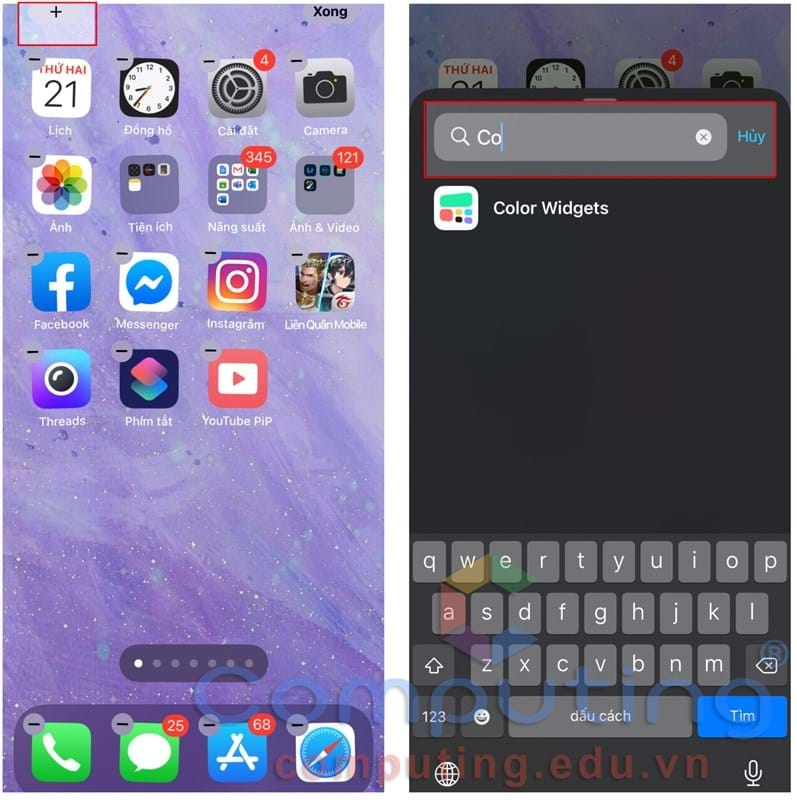 +
Xong
THỨ HAI
21
4
Lịch
Đồng hồ
Cài đặt
Camera
345
121
Ảnh
Tiện ích
Năng suất
Ảnh & Video
Facebook
Messenger
Instagram
Liên Quân Mobile
Threads
Phím tắt
YouTube PiP
25
68
THỨ HAI
21
4
Co
Hủy
Color Widgets
q w e r t y u i o p
a s d f g h j k l
z x c v b n m
123
dấu cách
Tìm
Computing®
computing.edu.vn